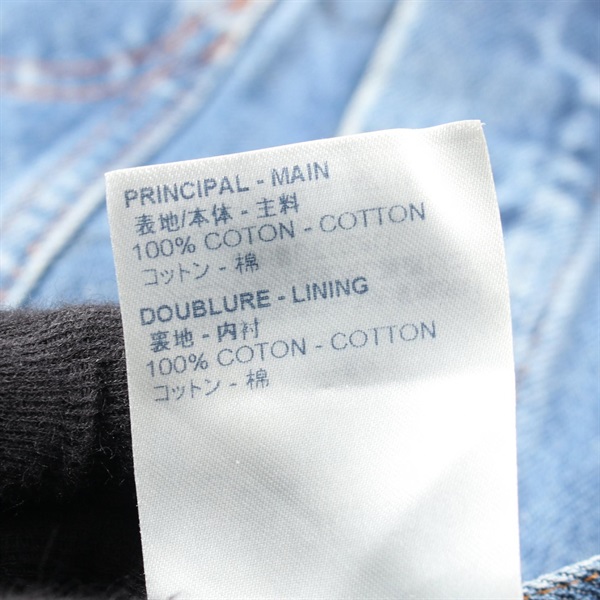 PRINCIPAL - MAIN
表地/本体 - 主料
100% COTON - COTTON
コットン - 棉
DOUBLURE - LINING
裏地 - 内衬
100% COTON - COTTON
コットン - 棉